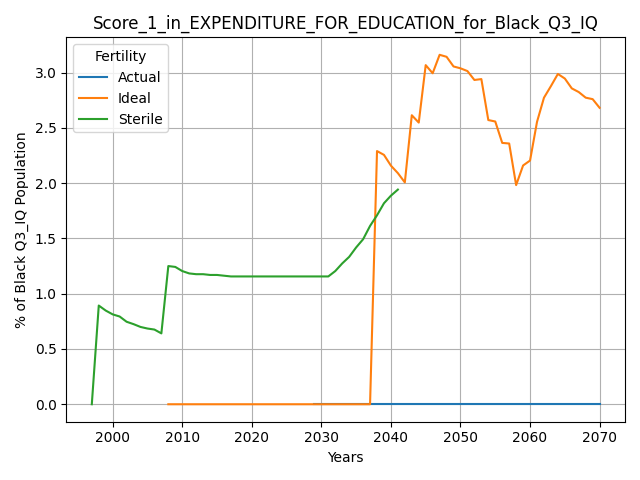 Score_1_in_EXPENDITURE_FOR_EDUCATION_for_Black_Q3_IQ
Fertility
Actual
Ideal
Sterile
% of Black Q3_IQ Population
3.0
2.5
2.0
1.5
1.0
0.5
0.0
2000 2010 2020 2030 2040 2050 2060 2070
Years